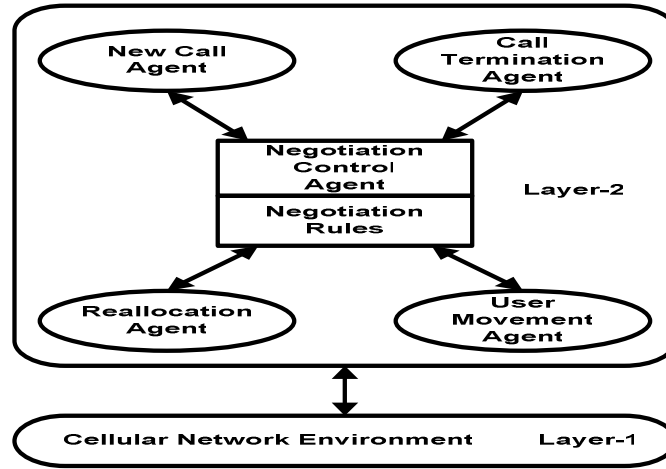 New Call
Agent
Call
Termination
Agent
Negotiation
Control
Agent
Layer-2
Negotiation
Rules
Reallocation
Agent
User
Movement
Agent
Cellular Network Environment Layer-1